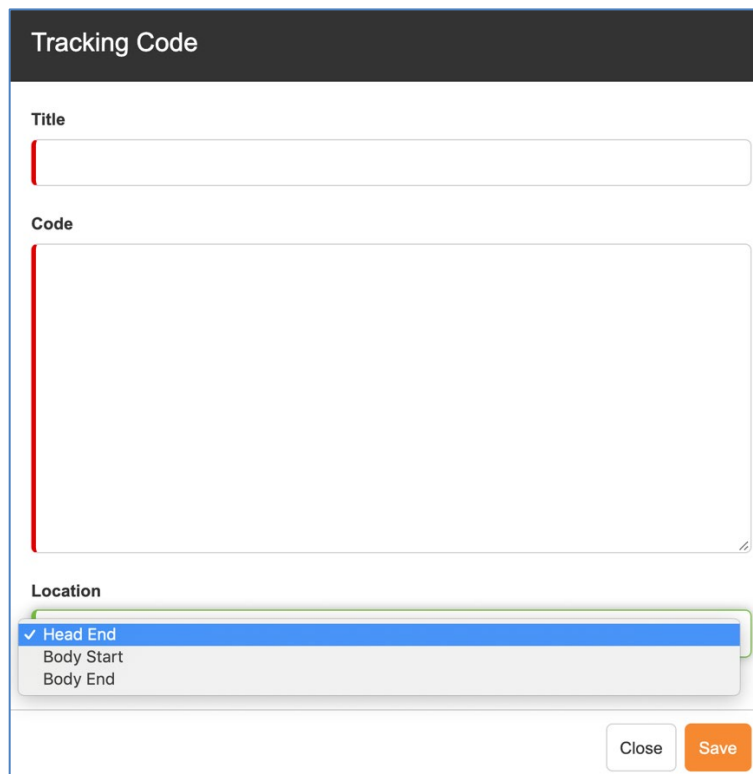 Tracking Code
Title
Code
Location
✓ Head End
Body Start
Body End
Close Save